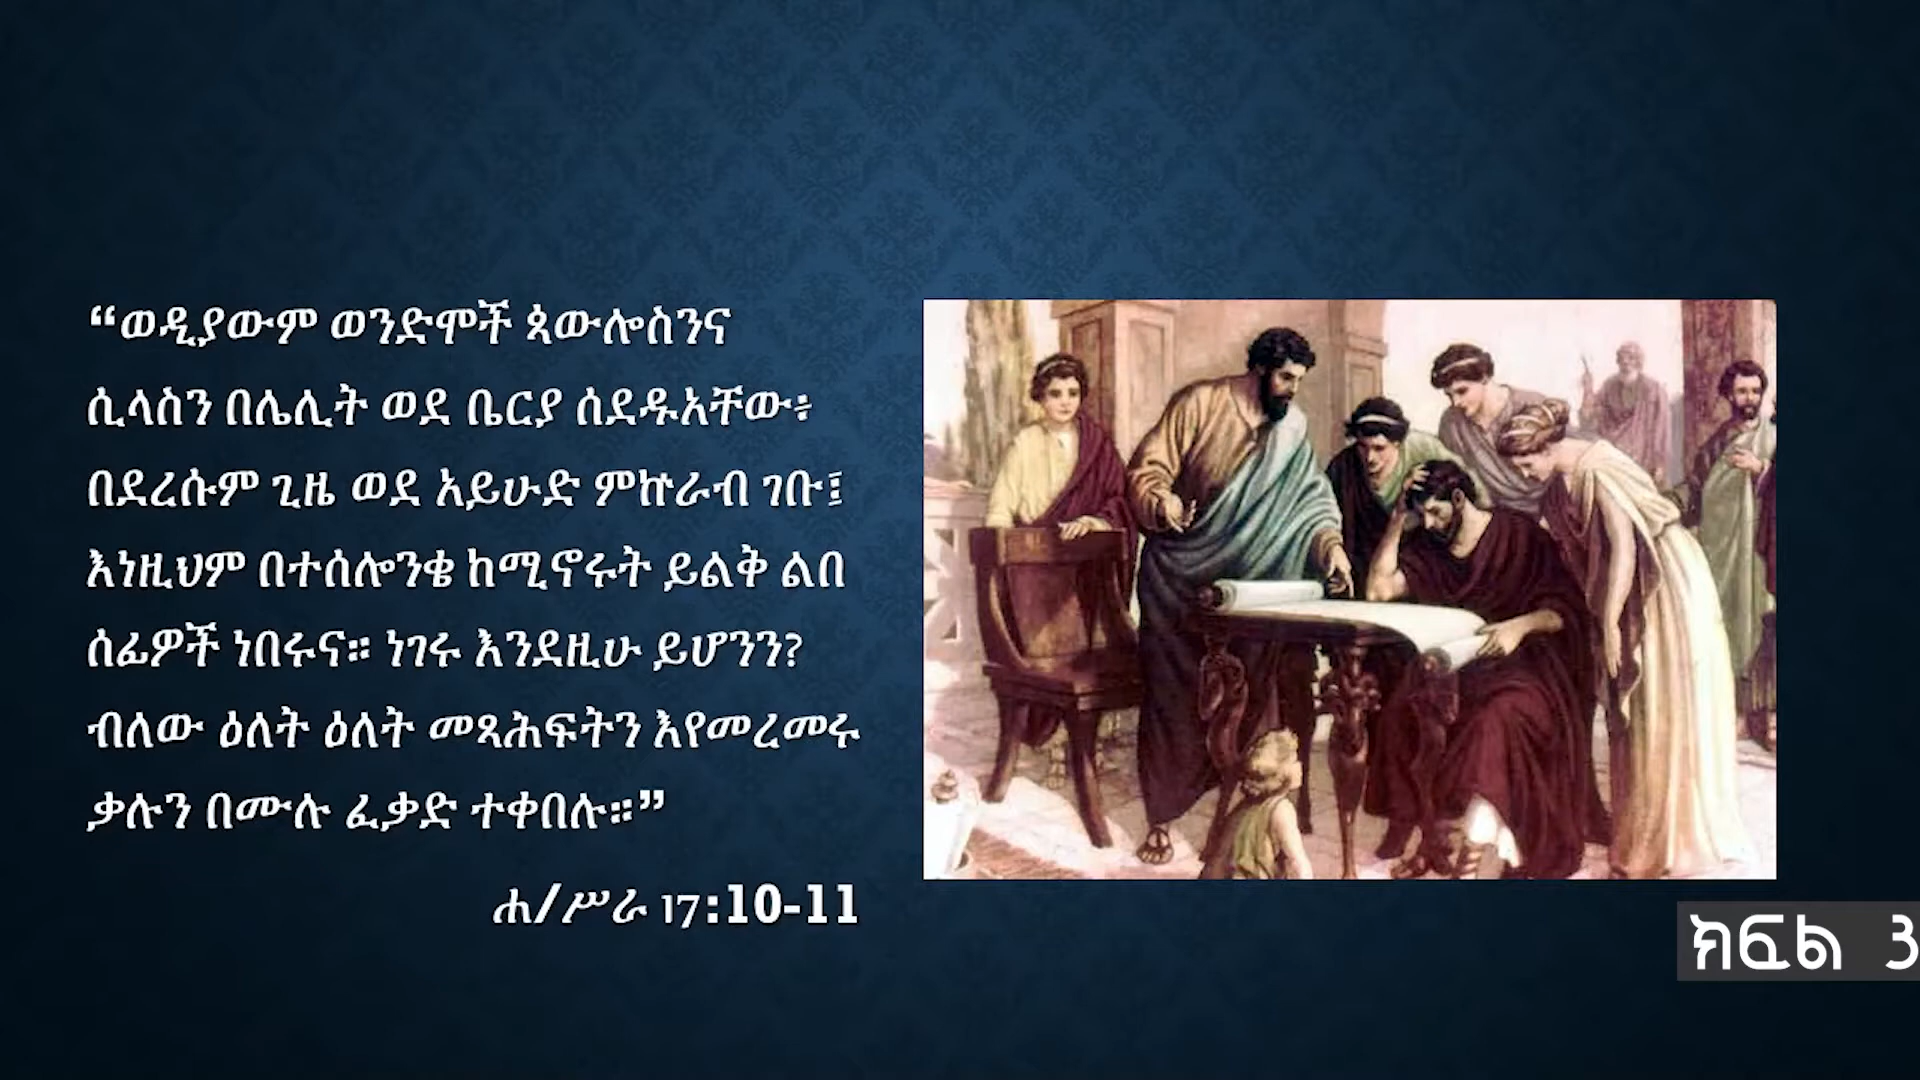 “ወዲያውም ወንድሞች ጳውሎስንና
ሲላስን በሌሊት ወደ ቤርያ ሰደዱአቸው፥
በደረሱም ጊዜ ወደ አይሁድ ምኵራብ ገቡ፤
እነዚህም በተሰሎንቄ ከሚኖሩት ይልቅ ልበ
ሰፊዎች ነበሩና። ነገሩ እንደዚሁ ይሆንን?
ብለው ዕለት ዕለት መጻሕፍትን እየመረመሩ
ቃሉን በሙሉ ፈቃድ ተቀበሉ።”
ሐ/ሥራ 17:10-11
ክፍል 3